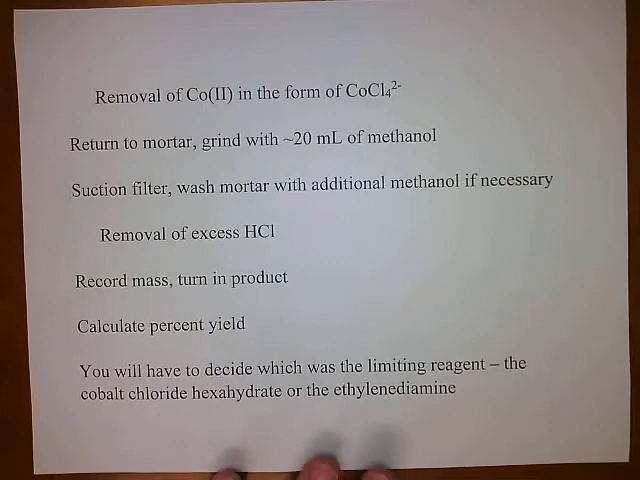 Removal of Co(II) in the form of CoCl₄²⁻
Return to mortar, grind with ~20 mL of methanol
Suction filter, wash mortar with additional methanol if necessary
Removal of excess HCl
Record mass, turn in product
Calculate percent yield
You will have to decide which was the limiting reagent – the
cobalt chloride hexahydrate or the ethylenediamine